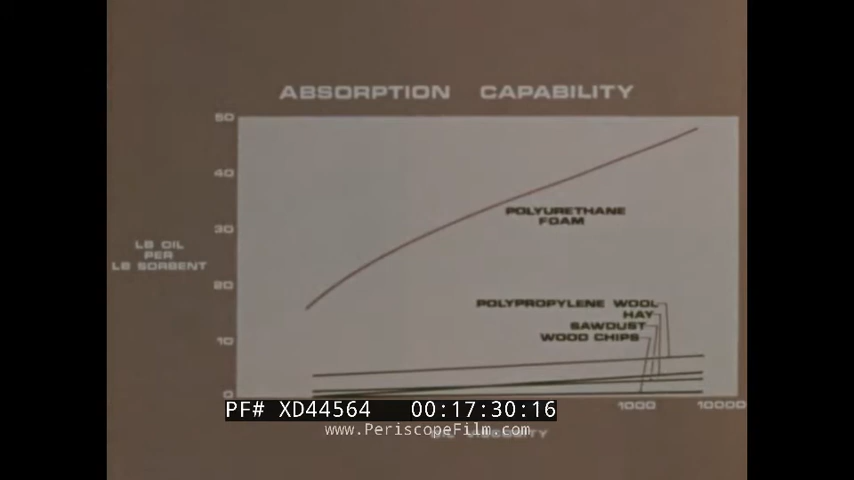 ABSORPTION CAPABILITY
50
40
POLYURETHANE
FOAM
30
LB OIL
PER
LB SORBENT
20
POLYPROPYLENE WOOL
HAY
SAWDUST
WOOD CHIPS
10
0
1000 10000
PF# XD44564 00:17:30:16
www.PeriscopeFilm.com
VISCOSITY